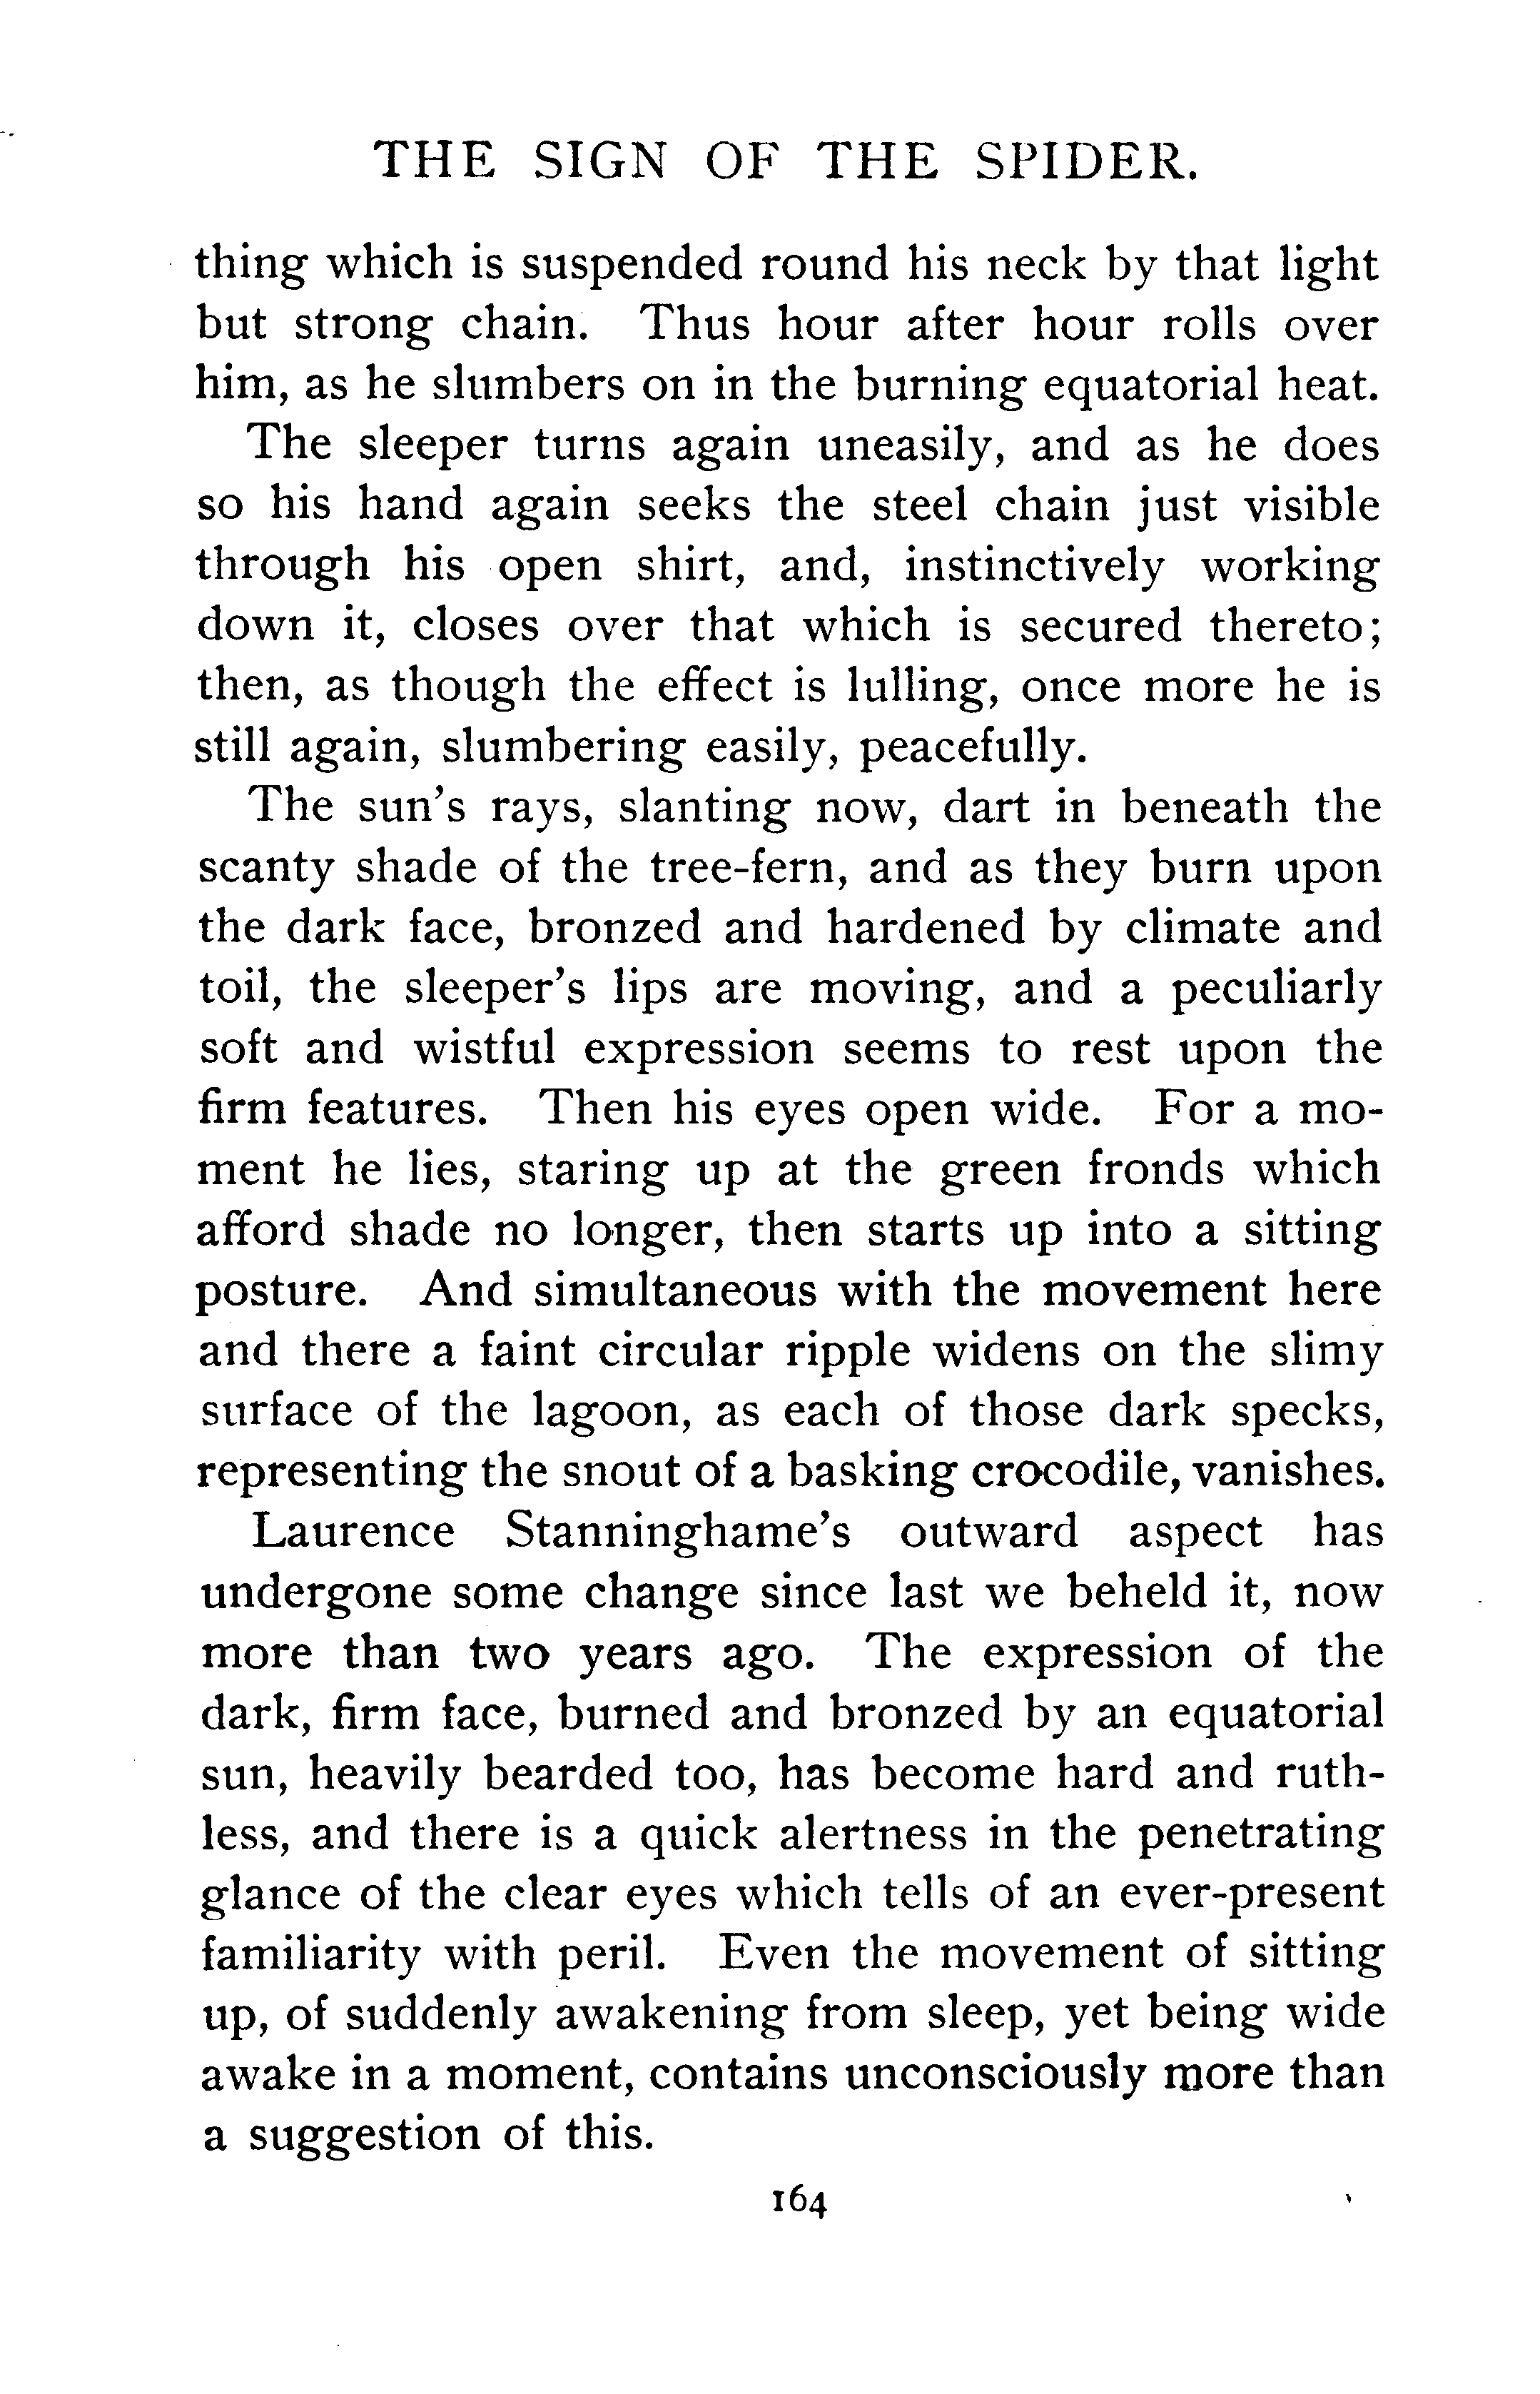 THE SIGN OF THE SPIDER.
thing which is suspended round his neck by that light
but strong chain. Thus hour after hour rolls over
him, as he slumbers on in the burning equatorial heat.
The sleeper turns again uneasily, and as he does
so his hand again seeks the steel chain just visible
through his open shirt, and, instinctively working
down it, closes over that which is secured thereto;
then, as though the effect is lulling, once more he is
still again, slumbering easily, peacefully.
The sun's rays, slanting now, dart in beneath the
scanty shade of the tree-fern, and as they burn upon
the dark face, bronzed and hardened by climate and
toil, the sleeper's lips are moving, and a peculiarly
soft and wistful expression seems to rest upon the
firm features. Then his eyes open wide. For a mo-
ment he lies, staring up at the green fronds which
afford shade no longer, then starts up into a sitting
posture. And simultaneous with the movement here
and there a faint circular ripple widens on the slimy
surface of the lagoon, as each of those dark specks,
representing the snout of a basking crocodile, vanishes.
Laurence Stanninghame's outward aspect has
undergone some change since last we beheld it, now
more than two years ago. The expression of the
dark, firm face, burned and bronzed by an equatorial
sun, heavily bearded too, has become hard and ruth-
less, and there is a quick alertness in the penetrating
glance of the clear eyes which tells of an ever-present
familiarity with peril. Even the movement of sitting
up, of suddenly awakening from sleep, yet being wide
awake in a moment, contains unconsciously more than
a suggestion of this.
164